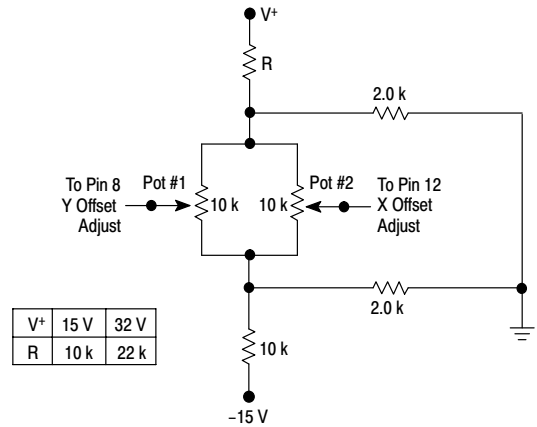 V+
R
2.0 k
To Pin 8
Y Offset
Adjust
Pot #1
10 k
10 k
Pot #2
To Pin 12
X Offset
Adjust
2.0 k
V+ 15 V 32 V
R 10 k 22 k
10 k
–15 V